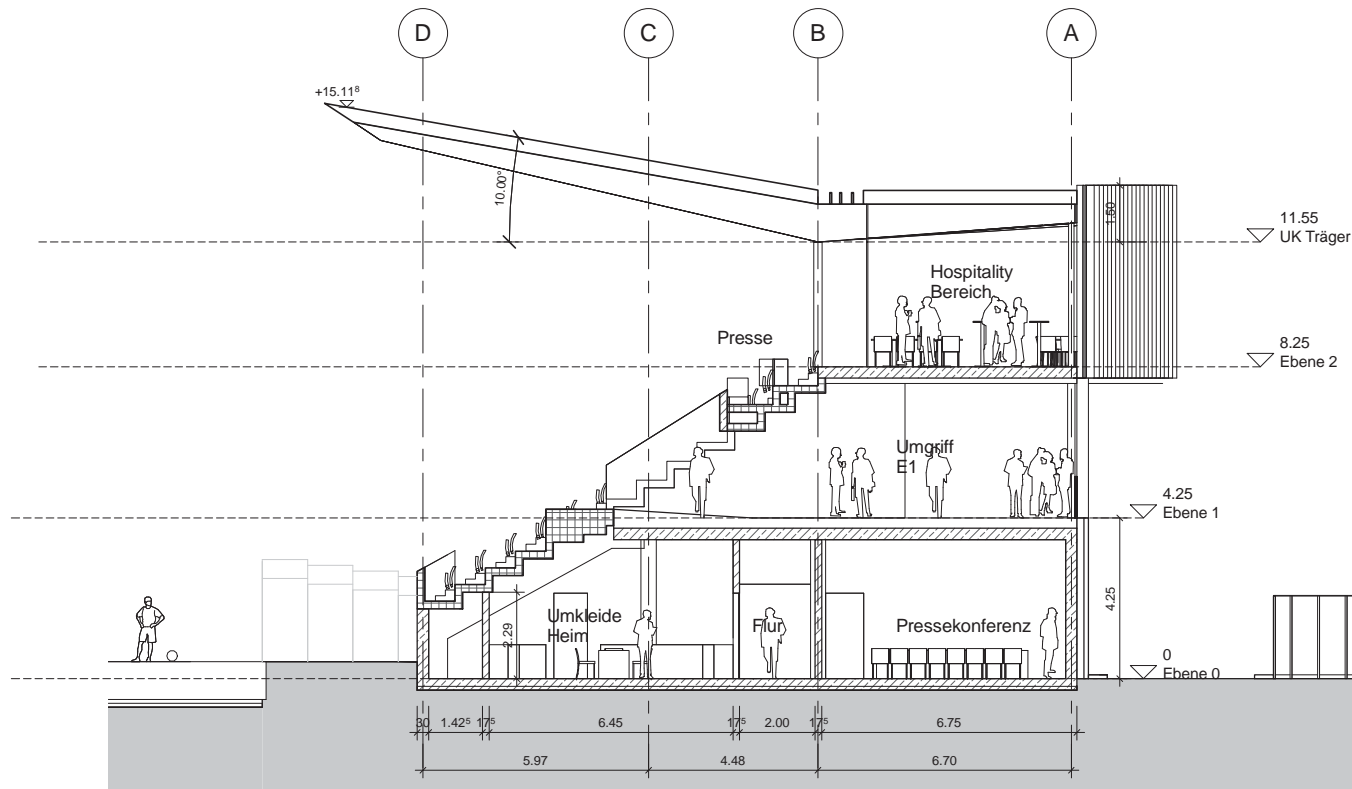 D
C
B
A
+15.11⁸
10.00°
1.50
11.55
UK Träger
Hospitality
Bereich
Presse
8.25
Ebene 2
Umgriff
E1
4.25
Ebene 1
4.25
2.29
Umkleide
Heim
Flur
Pressekonferenz
0
Ebene 0
30 1.42⁵ 17⁵ 6.45 17⁵ 2.00 17⁵ 6.75
5.97 4.48 6.70